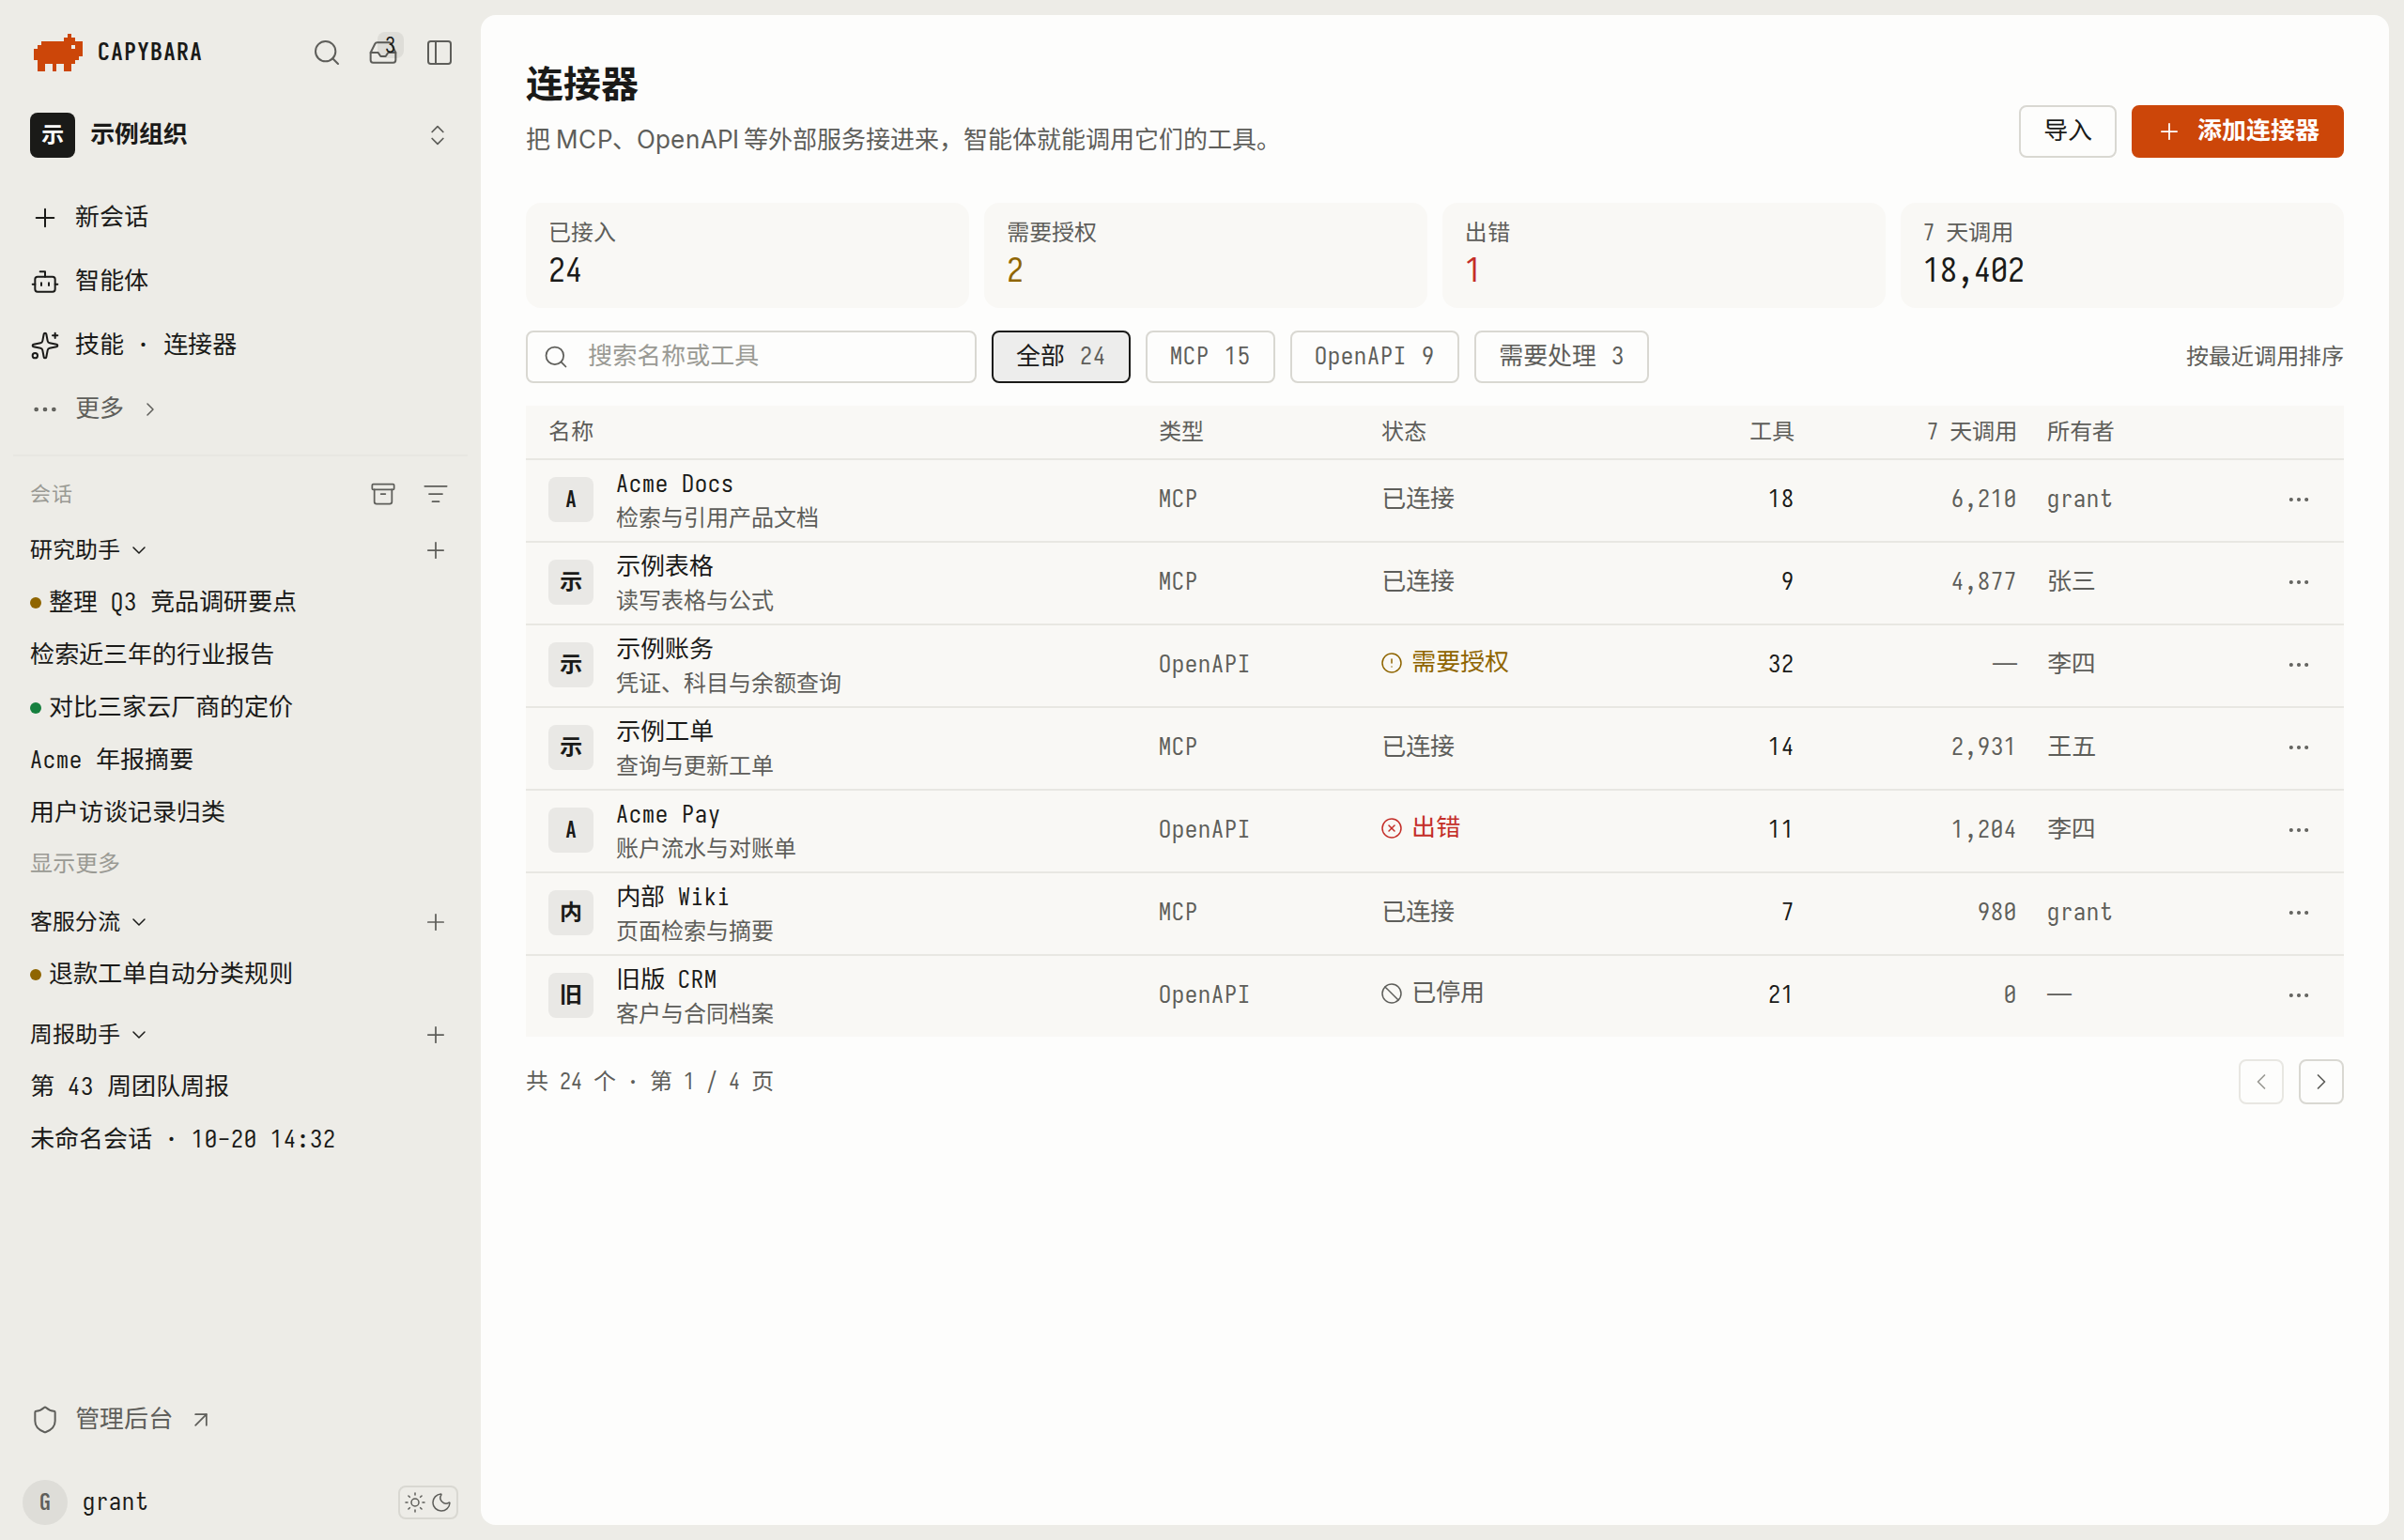 CAPYBARA
3
示 示例组织
新会话
智能体
技能 · 连接器
更多
会话
研究助手
整理 Q3 竞品调研要点
检索近三年的行业报告
对比三家云厂商的定价
Acme 年报摘要
用户访谈记录归类
显示更多
客服分流
退款工单自动分类规则
周报助手
第 43 周团队周报
未命名会话 · 10-20 14:32
管理后台
G grant
连接器
把 MCP、OpenAPI 等外部服务接进来，智能体就能调用它们的工具。
导入
添加连接器
已接入
24
需要授权
2
出错
1
7 天调用
18,402
搜索名称或工具
全部 24
MCP 15
OpenAPI 9
需要处理 3
按最近调用排序
名称 类型 状态 工具 7 天调用 所有者
A Acme Docs MCP 已连接 18 6,210 grant
检索与引用产品文档
示 示例表格 MCP 已连接 9 4,877 张三
读写表格与公式
示 示例账务 OpenAPI 需要授权 32 — 李四
凭证、科目与余额查询
示 示例工单 MCP 已连接 14 2,931 王五
查询与更新工单
A Acme Pay OpenAPI 出错 11 1,204 李四
账户流水与对账单
内 内部 Wiki MCP 已连接 7 980 grant
页面检索与摘要
旧 旧版 CRM OpenAPI 已停用 21 0 —
客户与合同档案
共 24 个 · 第 1 / 4 页